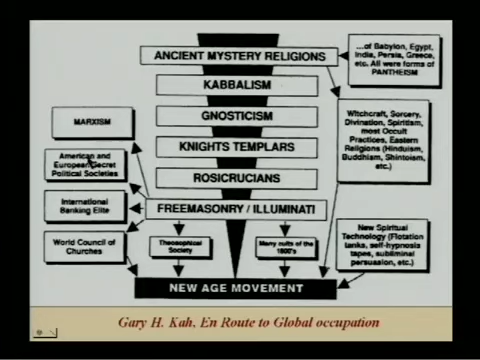 ANCIENT MYSTERY RELIGIONS
...of Babylon, Egypt,
India, Persia, Greece,
etc. All were forms of
PANTHEISM
KABBALISM
GNOSTICISM
KNIGHTS TEMPLARS
ROSICRUCIANS
FREEMASONRY / ILLUMINATI
Witchcraft, Sorcery,
Divination, Spiritism,
most Occult
Practices, Eastern
Religions (Hinduism,
Buddhism, Shintoism,
etc.)
MARXISM
American and
European Secret
Political Societies
International
Banking Elite
World Council of
Churches
Theosophical
Society
Many cults of the
1800's
New Spiritual
Technology (Flotation
tanks, self-hypnosis
tapes, subliminal
persuasion, etc.)
NEW AGE MOVEMENT
Gary H. Kah, En Route to Global occupation